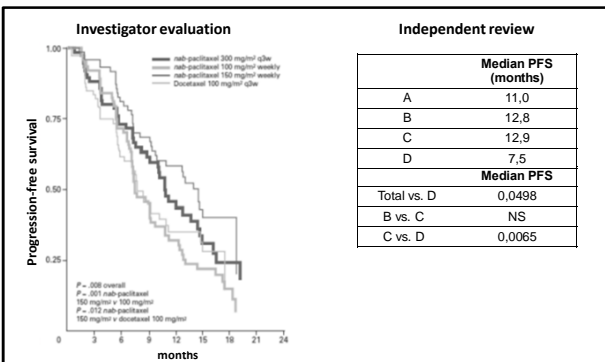 Investigator evaluation
Independent review
Progression-free survival
1.00
0.75
0.50
0.25
nab-paclitaxel 300 mg/m² q3w
nab-paclitaxel 100 mg/m² weekly
nab-paclitaxel 150 mg/m² weekly
Docetaxel 100 mg/m² q3w
P = .008 overall
P = .001 nab-paclitaxel
150 mg/m² v 100 mg/m²
P = .012 nab-paclitaxel
150 mg/m² v docetaxel 100 mg/m²
0 3 6 9 12 15 18 21 24
months
Median PFS
(months)
A 11,0
B 12,8
C 12,9
D 7,5
Median PFS
Total vs. D 0,0498
B vs. C NS
C vs. D 0,0065